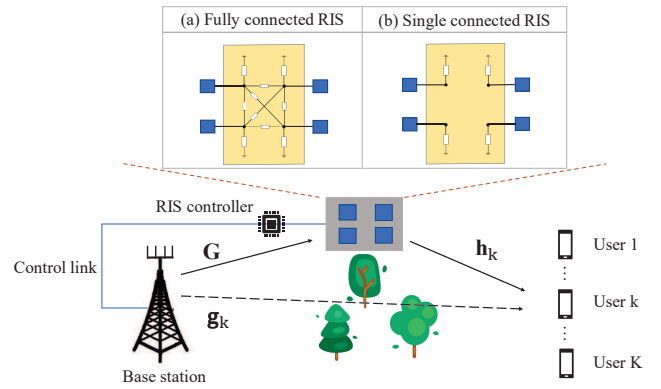 (a) Fully connected RIS
(b) Single connected RIS
RIS controller
G
h_k
User 1
Control link
User k
g_k
Base station
User K